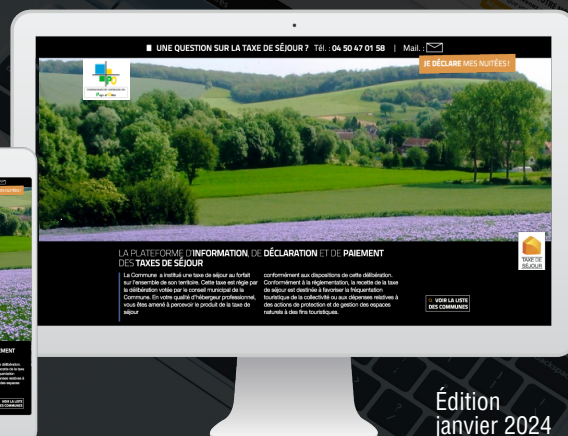 UNE QUESTION SUR LA TAXE DE SÉJOUR ? Tél. : 04 50 47 01 58 | Mail. :
JE DÉCLARE MES NUITÉES !
LA PLATEFORME D'INFORMATION, DE DÉCLARATION ET DE PAIEMENT
DES TAXES DE SÉJOUR
La Commune a institué une taxe de séjour au forfait
sur l'ensemble de son territoire. Cette taxe est régie par
la délibération votée par le conseil municipal de la
Commune. En votre qualité d'hébergeur professionnel,
vous êtes amené à percevoir le produit de la taxe de
séjour
conformément aux dispositions de cette délibération.
Conformément à la règlementation, la recette de la taxe
de séjour est destinée à favoriser la fréquentation
touristique de la collectivité ou aux dépenses relatives à
des actions de protection et de gestion des espaces
naturels à des fins touristiques.
TAXE DE
SÉJOUR
VOIR LA LISTE
DES COMMUNES
VOIR LA LISTE
DES COMMUNES
Édition
janvier 2024